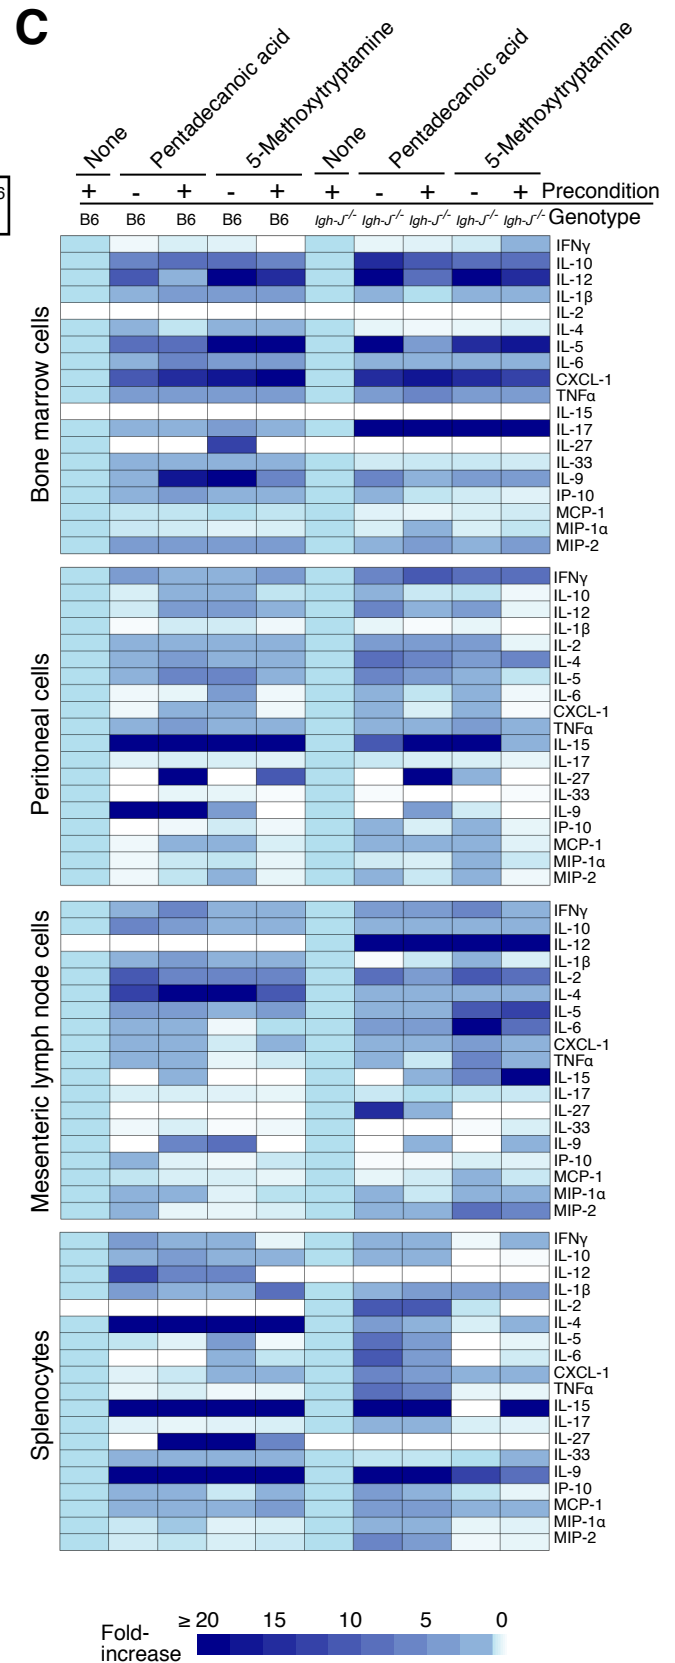 C
None Pentadecanoic acid 5-Methoxytryptamine None Pentadecanoic acid 5-Methoxytryptamine
6
+ - + - + + - + - + Precondition
B6 B6 B6 B6 B6 Igh-J-/- Igh-J-/- Igh-J-/- Igh-J-/- Igh-J-/- Genotype
Bone marrow cells
IFNγ
IL-10
IL-12
IL-1β
IL-2
IL-4
IL-5
IL-6
CXCL-1
TNFα
IL-15
IL-17
IL-27
IL-33
IL-9
IP-10
MCP-1
MIP-1α
MIP-2
Peritoneal cells
IFNγ
IL-10
IL-12
IL-1β
IL-2
IL-4
IL-5
IL-6
CXCL-1
TNFα
IL-15
IL-17
IL-27
IL-33
IL-9
IP-10
MCP-1
MIP-1α
MIP-2
Mesenteric lymph node cells
IFNγ
IL-10
IL-12
IL-1β
IL-2
IL-4
IL-5
IL-6
CXCL-1
TNFα
IL-15
IL-17
IL-27
IL-33
IL-9
IP-10
MCP-1
MIP-1α
MIP-2
Splenocytes
IFNγ
IL-10
IL-12
IL-1β
IL-2
IL-4
IL-5
IL-6
CXCL-1
TNFα
IL-15
IL-17
IL-27
IL-33
IL-9
IP-10
MCP-1
MIP-1α
MIP-2
≥ 20 15 10 5 0
Fold-
increase